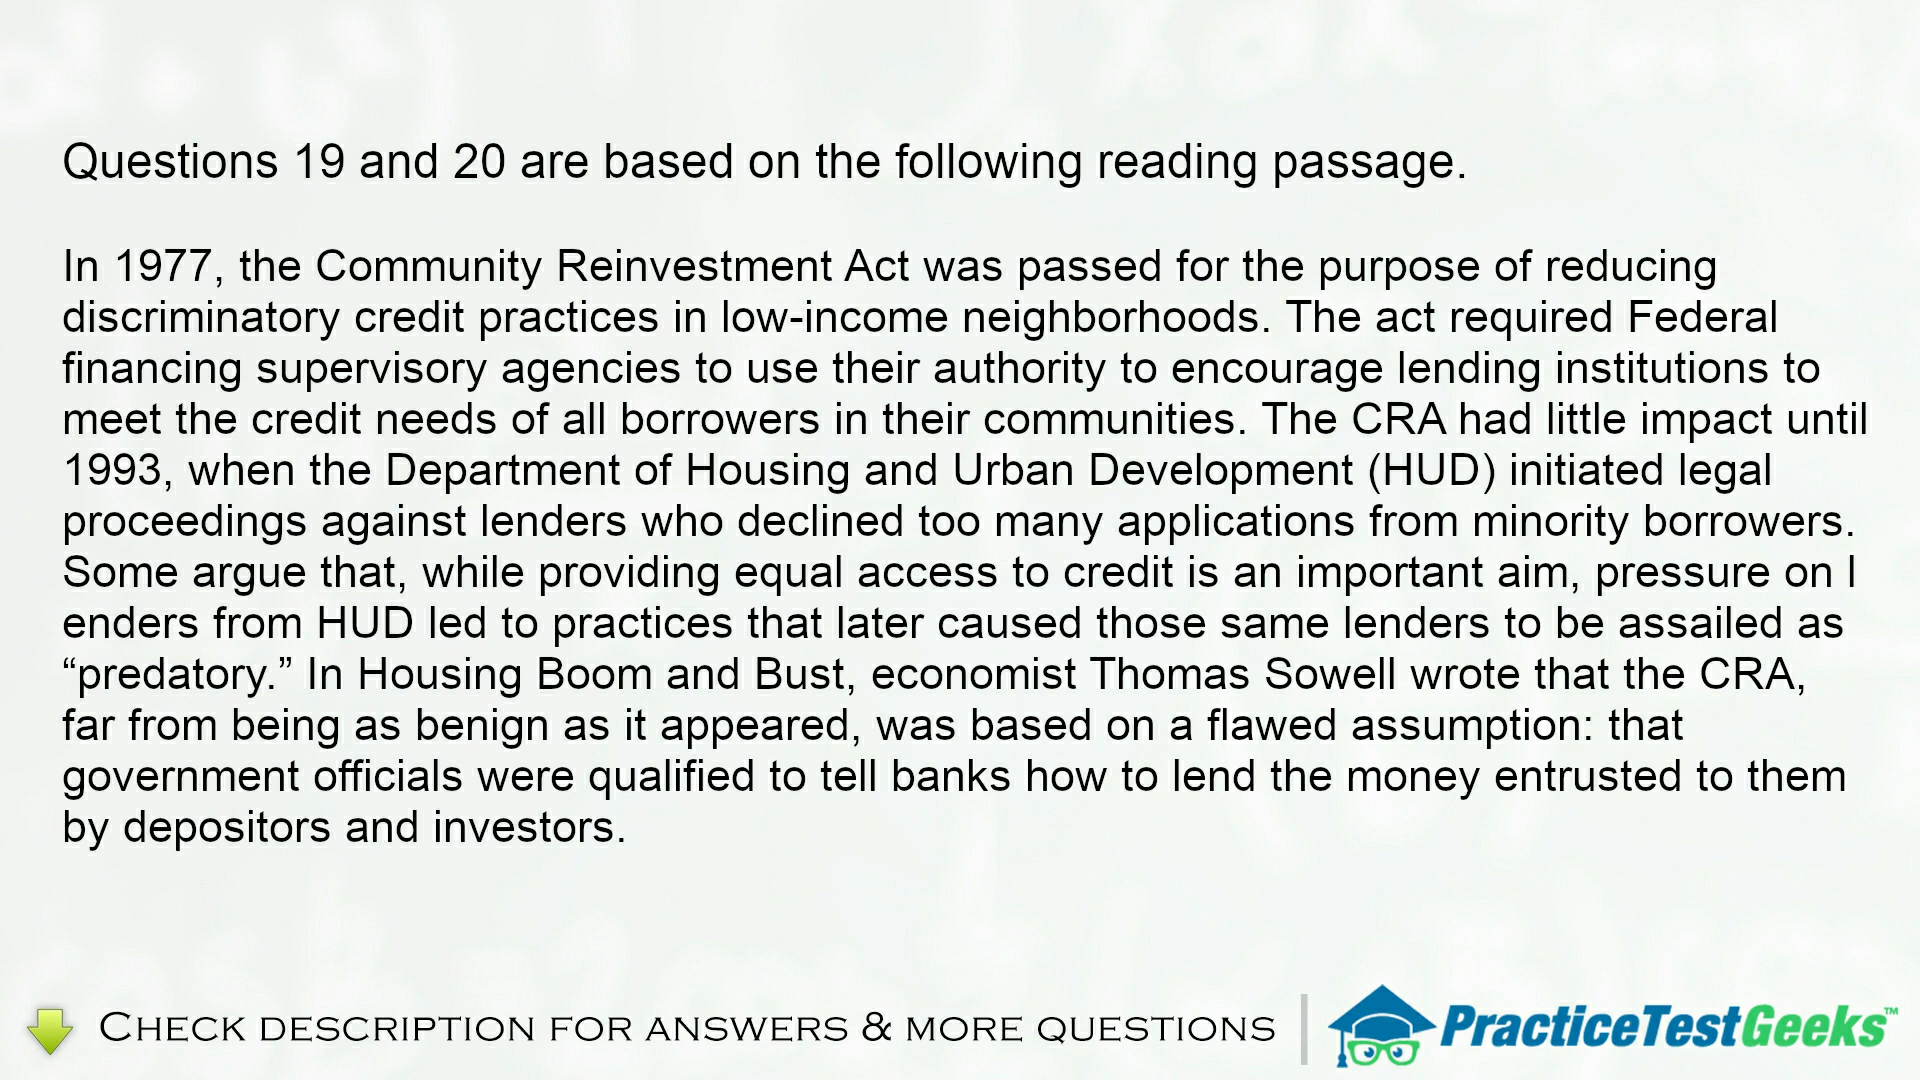 Questions 19 and 20 are based on the following reading passage.
In 1977, the Community Reinvestment Act was passed for the purpose of reducing
discriminatory credit practices in low-income neighborhoods. The act required Federal
financing supervisory agencies to use their authority to encourage lending institutions to
meet the credit needs of all borrowers in their communities. The CRA had little impact until
1993, when the Department of Housing and Urban Development (HUD) initiated legal
proceedings against lenders who declined too many applications from minority borrowers.
Some argue that, while providing equal access to credit is an important aim, pressure on l
enders from HUD led to practices that later caused those same lenders to be assailed as
“predatory.” In Housing Boom and Bust, economist Thomas Sowell wrote that the CRA,
far from being as benign as it appeared, was based on a flawed assumption: that
government officials were qualified to tell banks how to lend the money entrusted to them
by depositors and investors.
CHECK DESCRIPTION FOR ANSWERS & MORE QUESTIONS
PracticeTestGeeks™